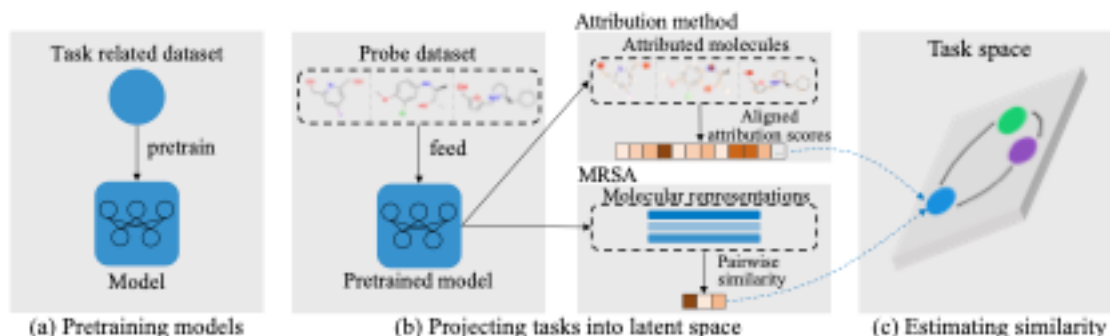 Task related dataset
pretrain
Model
(a) Pretraining models
Probe dataset
feed
Pretrained model
Attribution method
Attributed molecules
Aligned
attribution scores
MRSA
Molecular representations
Pairwise
similarity
(b) Projecting tasks into latent space
Task space
(c) Estimating similarity